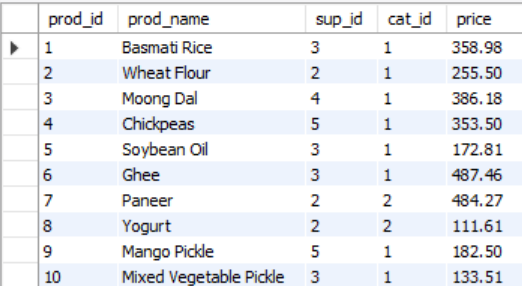 prod_id prod_name sup_id cat_id price
1 Basmati Rice 3 1 358.98
2 Wheat Flour 2 1 255.50
3 Moong Dal 4 1 386.18
4 Chickpeas 5 1 353.50
5 Soybean Oil 3 1 172.81
6 Ghee 3 1 487.46
7 Paneer 2 2 484.27
8 Yogurt 2 2 111.61
9 Mango Pickle 5 1 182.50
10 Mixed Vegetable Pickle 3 1 133.51